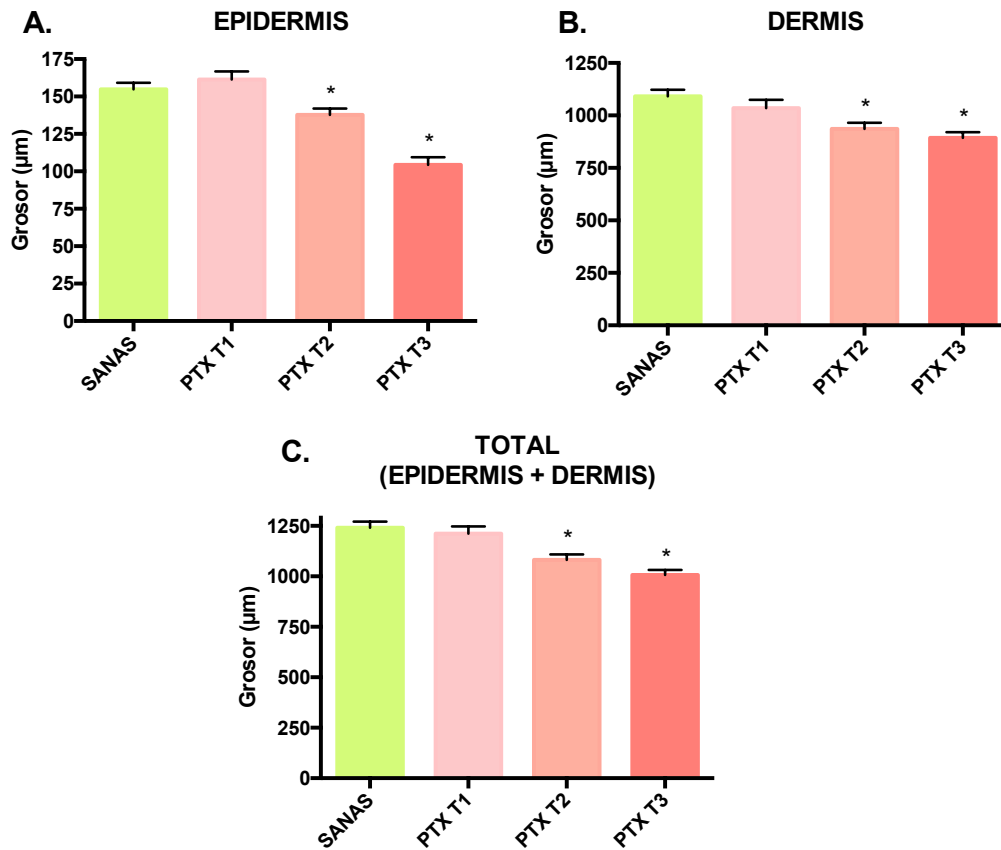 A.
EPIDERMIS
Grosor (µm)
175
150
125
100
75
50
25
0
*
*
SANAS
PTX T1
PTX T2
PTX T3
B.
DERMIS
Grosor (µm)
1250
1000
750
500
250
0
*
*
SANAS
PTX T1
PTX T2
PTX T3
C.
TOTAL
(EPIDERMIS + DERMIS)
Grosor (µm)
1250
1000
750
500
250
0
*
*
SANAS
PTX T1
PTX T2
PTX T3